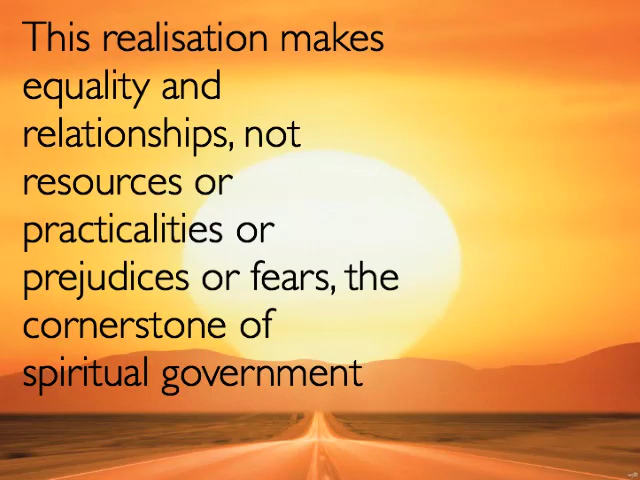 This realisation makes
equality and
relationships, not
resources or
practicalities or
prejudices or fears, the
cornerstone of
spiritual government